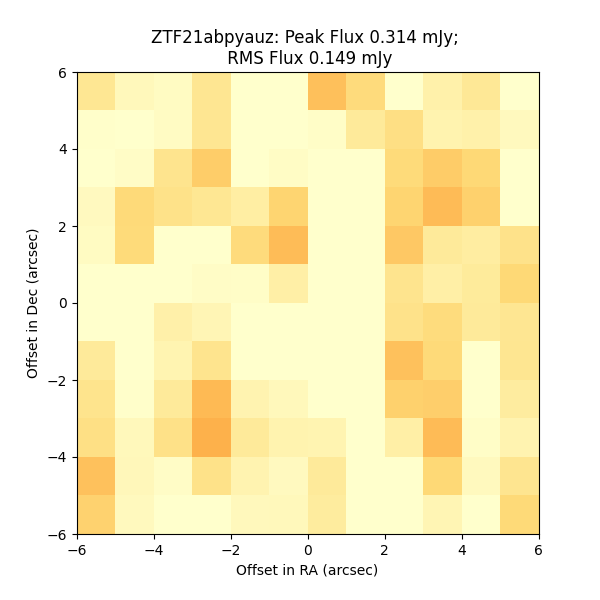 ZTF21abpyauz: Peak Flux 0.314 mJy;
RMS Flux 0.149 mJy
6
4
2
0
−2
−4
−6
Offset in Dec (arcsec)
−6 −4 −2 0 2 4 6
Offset in RA (arcsec)